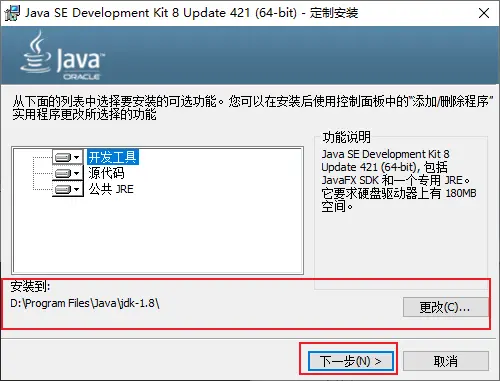 Java SE Development Kit 8 Update 421 (64-bit) - 定制安装
Java
ORACLE
从下面的列表中选择要安装的可选功能。您可以在安装后使用控制面板中的“添加/删除程序”
实用程序更改所选择的功能
开发工具
源代码
公共 JRE
功能说明
Java SE Development Kit 8
Update 421 (64-bit), 包括
JavaFX SDK 和一个专用 JRE。
它要求硬盘驱动器上有 180MB
空间。
安装到:
D:\Program Files\Java\jdk-1.8\
更改(C)...
下一步(N) >
取消